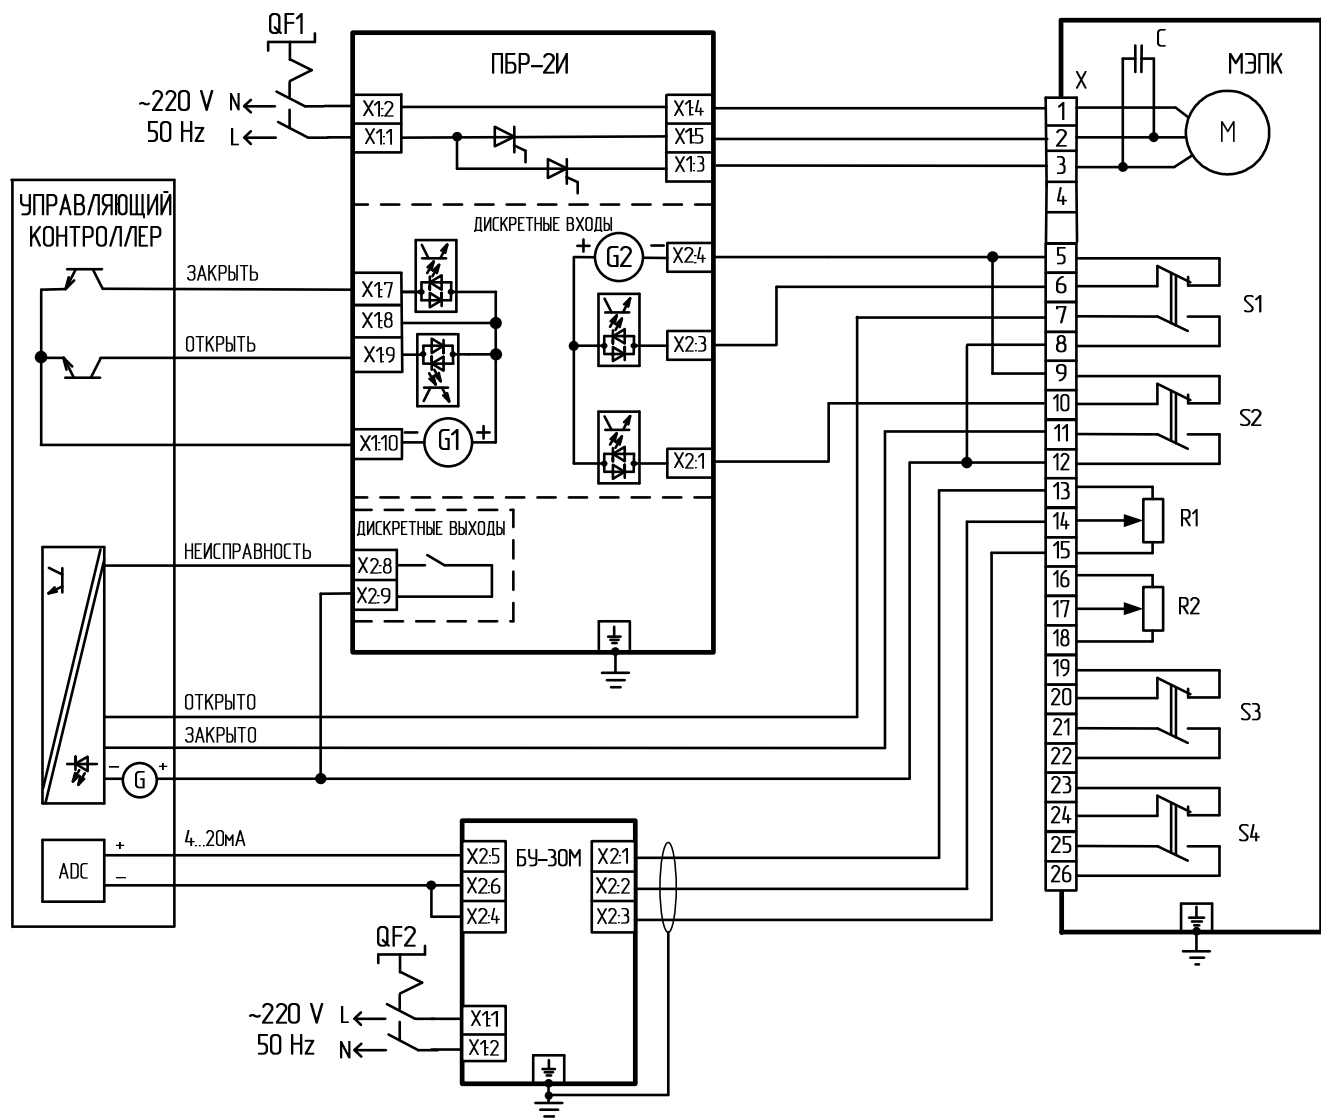 QF1
ПБР-2И
~220 V N
50 Hz L
X1:2
X1:1
X1:4
X1:5
X1:3
МЭПК
C
X
M
1
2
3
4
5
6
7
8
9
10
11
12
13
14
15
16
17
18
19
20
21
22
23
24
25
26
S1
S2
R1
R2
S3
S4
УПРАВЛЯЮЩИЙ
КОНТРОЛЛЕР
ЗАКРЫТЬ
ОТКРЫТЬ
ДИСКРЕТНЫЕ ВХОДЫ
X1:7
X1:8
X1:9
X1:10
− G1 +
+ G2 −
X2:4
X2:3
X2:1
ДИСКРЕТНЫЕ ВЫХОДЫ
НЕИСПРАВНОСТЬ
X2:8
X2:9
ОТКРЫТО
ЗАКРЫТО
− G +
4...20мА
ADC
+
−
БУ-30М
X2:5
X2:6
X2:4
X2:1
X2:2
X2:3
QF2
~220 V L
50 Hz N
X1:1
X1:2